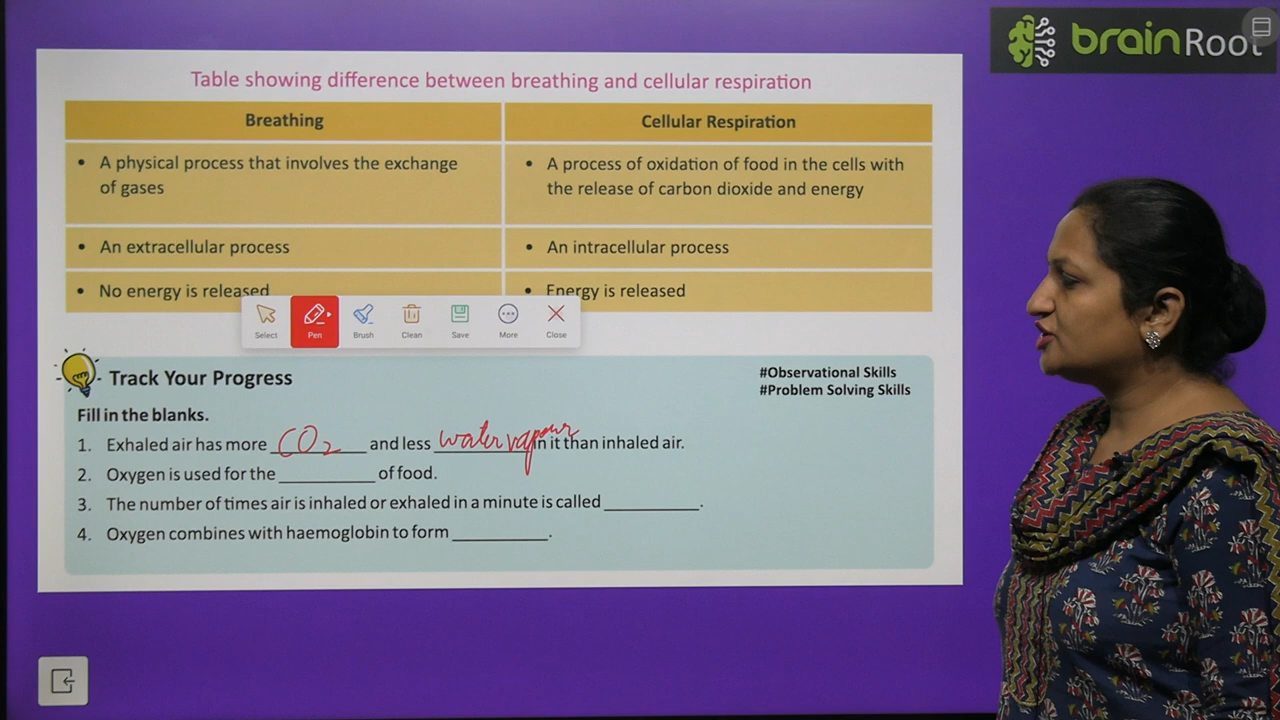 brainRoot
Table showing difference between breathing and cellular respiration
Breathing
Cellular Respiration
• A physical process that involves the exchange
of gases
• A process of oxidation of food in the cells with
the release of carbon dioxide and energy
• An extracellular process
• An intracellular process
• No energy is released
• Energy is released
Select
Pen
Brush
Clean
Save
More
Close
Track Your Progress
#Observational Skills
#Problem Solving Skills
Fill in the blanks.
1. Exhaled air has more CO2 and less water vapour in it than inhaled air.
2. Oxygen is used for the __________ of food.
3. The number of times air is inhaled or exhaled in a minute is called __________.
4. Oxygen combines with haemoglobin to form __________.